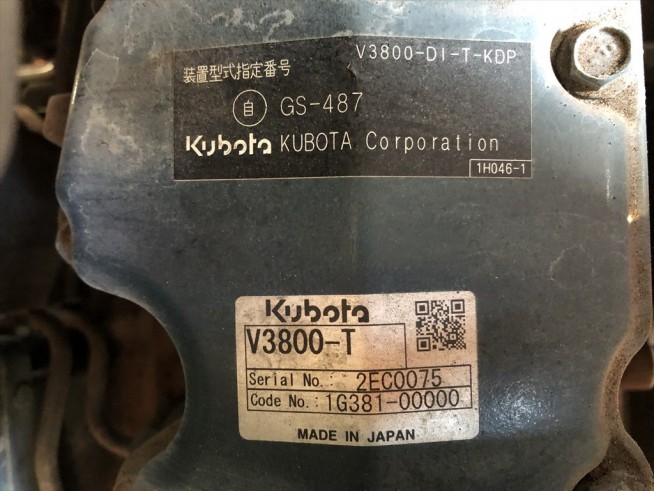 V3800-DI-T-KDP
装置型式指定番号
自 GS-487
Kubota KUBOTA Corporation
1H046-1
Kubota
V3800-T
Serial No.: 2EC0075
Code No.: 1G381-00000
MADE IN JAPAN